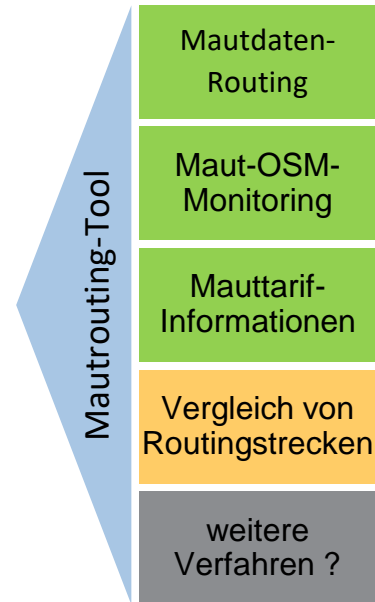 Mautrouting-Tool
Mautdaten-
Routing
Maut-OSM-
Monitoring
Mauttarif-
Informationen
Vergleich von
Routingstrecken
weitere
Verfahren ?